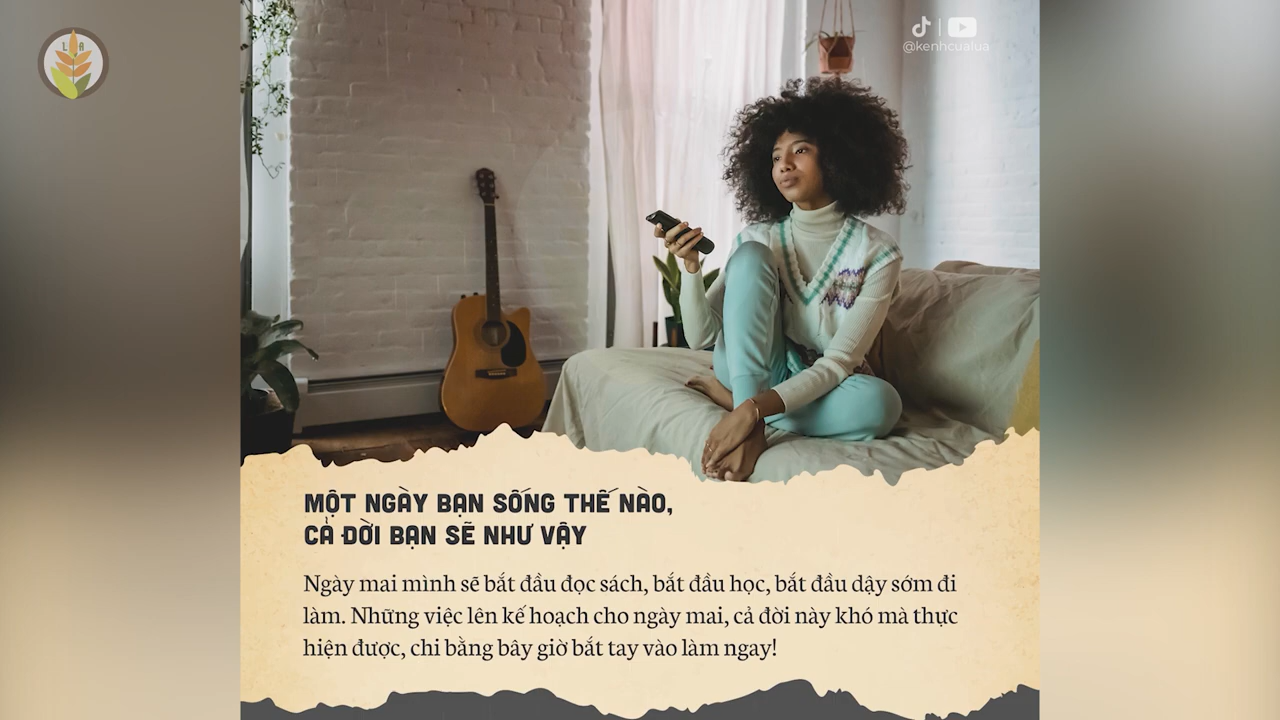 L A
@kenhcualua
MỘT NGÀY BẠN SỐNG THẾ NÀO,
CẢ ĐỜI BẠN SẼ NHƯ VẬY
Ngày mai mình sẽ bắt đầu đọc sách, bắt đầu học, bắt đầu dậy sớm đi
làm. Những việc lên kế hoạch cho ngày mai, cả đời này khó mà thực
hiện được, chi bằng bây giờ bắt tay vào làm ngay!